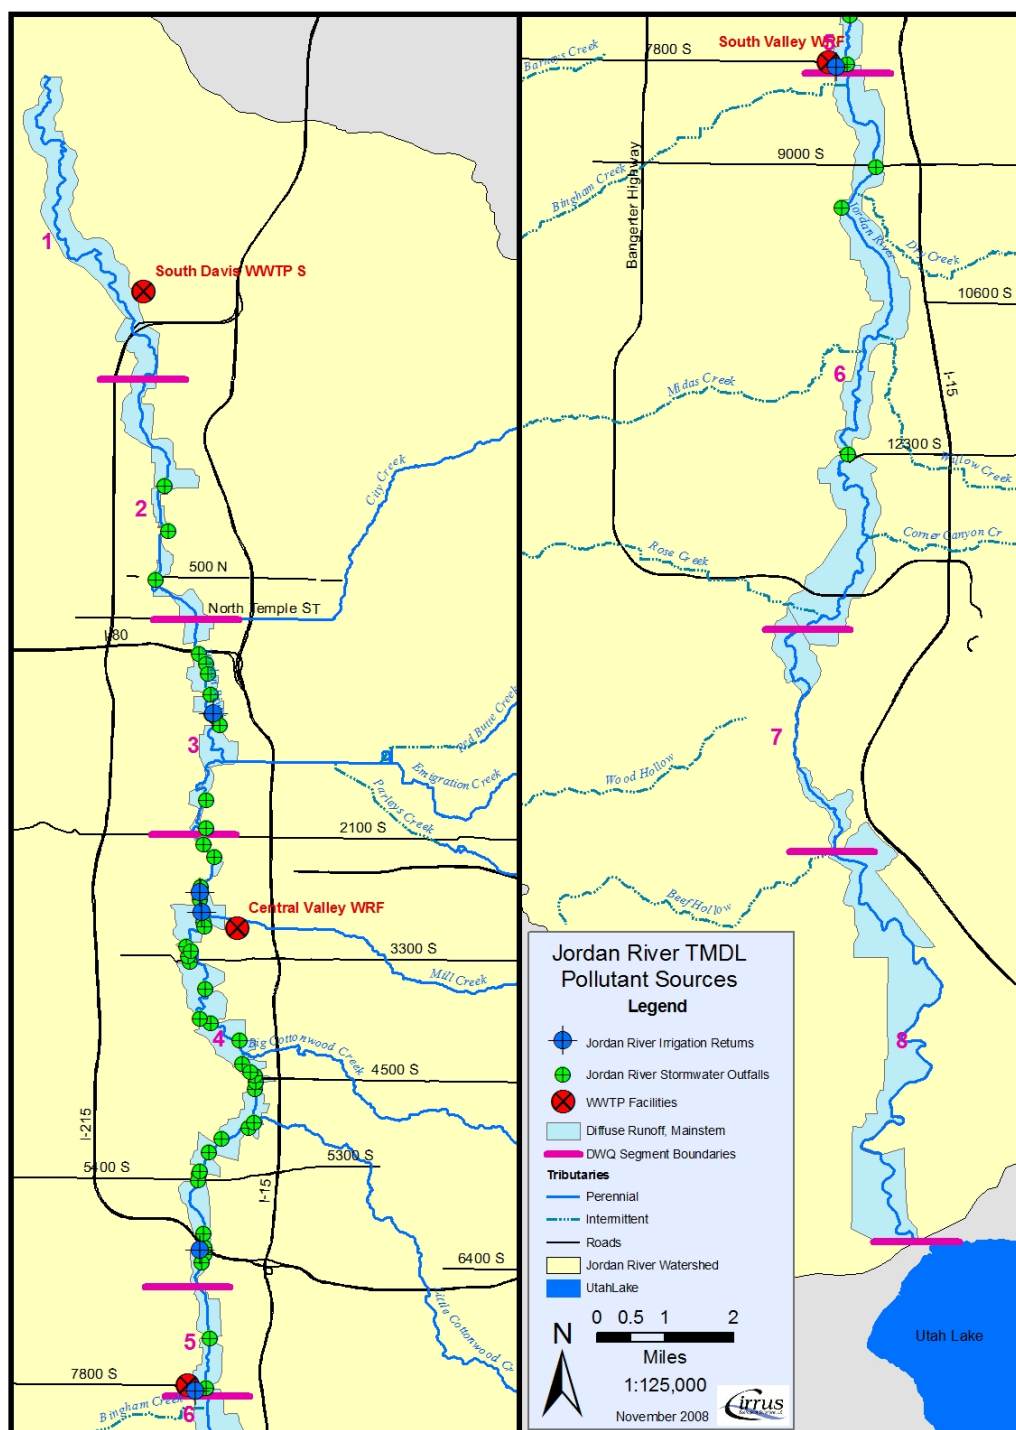 1
South Davis WWTP S
2
500 N
North Temple ST
City Creek
I-80
3
Red Butte Creek
Emigration Creek
Parleys Creek
2100 S
Central Valley WRF
3300 S
Mill Creek
4
Big Cottonwood Creek
4500 S
I-215
5300 S
5400 S
I-15
6400 S
Little Cottonwood Cr
5
7800 S
Bingham Creek
6
South Valley WRF
5
7800 S
Barneys Creek
9000 S
Bangerter Highway
Bingham Creek
Jordan River
Dry Creek
10600 S
Midas Creek
6
I-15
12300 S
Willow Creek
Corner Canyon Cr
Rose Creek
7
Wood Hollow
Beef Hollow
8
Utah Lake
Jordan River TMDL
Pollutant Sources
Legend
Jordan River Irrigation Returns
Jordan River Stormwater Outfalls
WWTP Facilities
Diffuse Runoff, Mainstem
DWQ Segment Boundaries
Tributaries
Perennial
Intermittent
Roads
Jordan River Watershed
UtahLake
N
0 0.5 1 2
Miles
1:125,000
November 2008
Cirrus